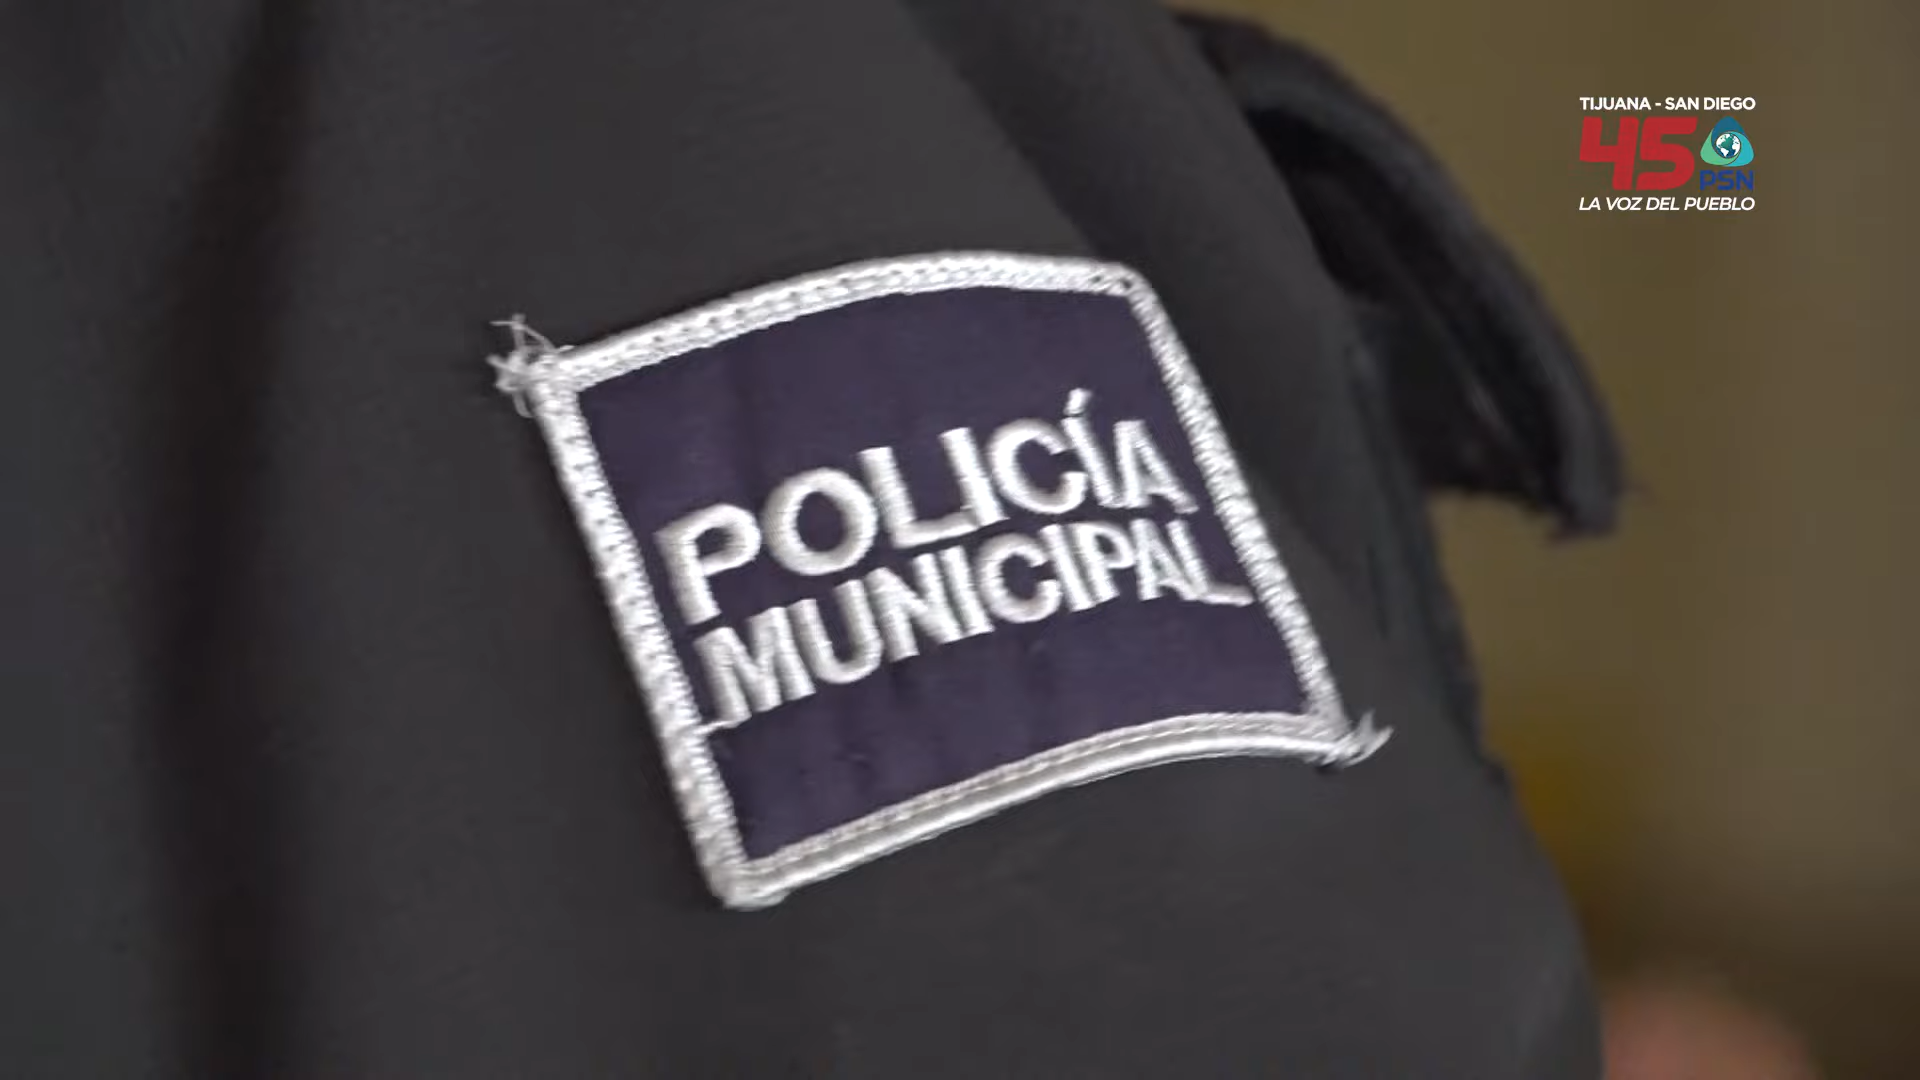 TIJUANA - SAN DIEGO
45 PSN
LA VOZ DEL PUEBLO
POLICÍA
MUNICIPAL